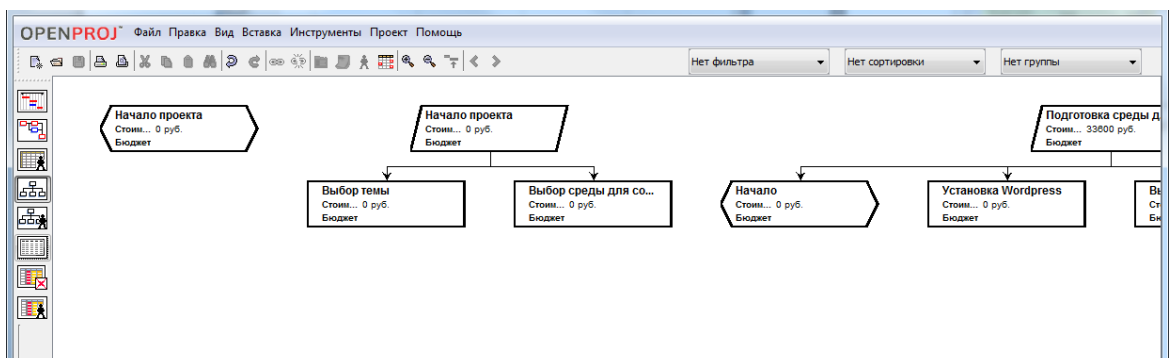 OPENPROJ Файл Правка Вид Вставка Инструменты Проект Помощь
Нет фильтра Нет сортировки Нет группы
Начало проекта
Стоим... 0 руб.
Бюджет
Начало проекта
Стоим... 0 руб.
Бюджет
Подготовка среды д
Стоим... 33600 руб.
Бюджет
Выбор темы
Стоим... 0 руб.
Бюджет
Выбор среды для со...
Стоим... 0 руб.
Бюджет
Начало
Стоим... 0 руб.
Бюджет
Установка Wordpress
Стоим... 0 руб.
Бюджет